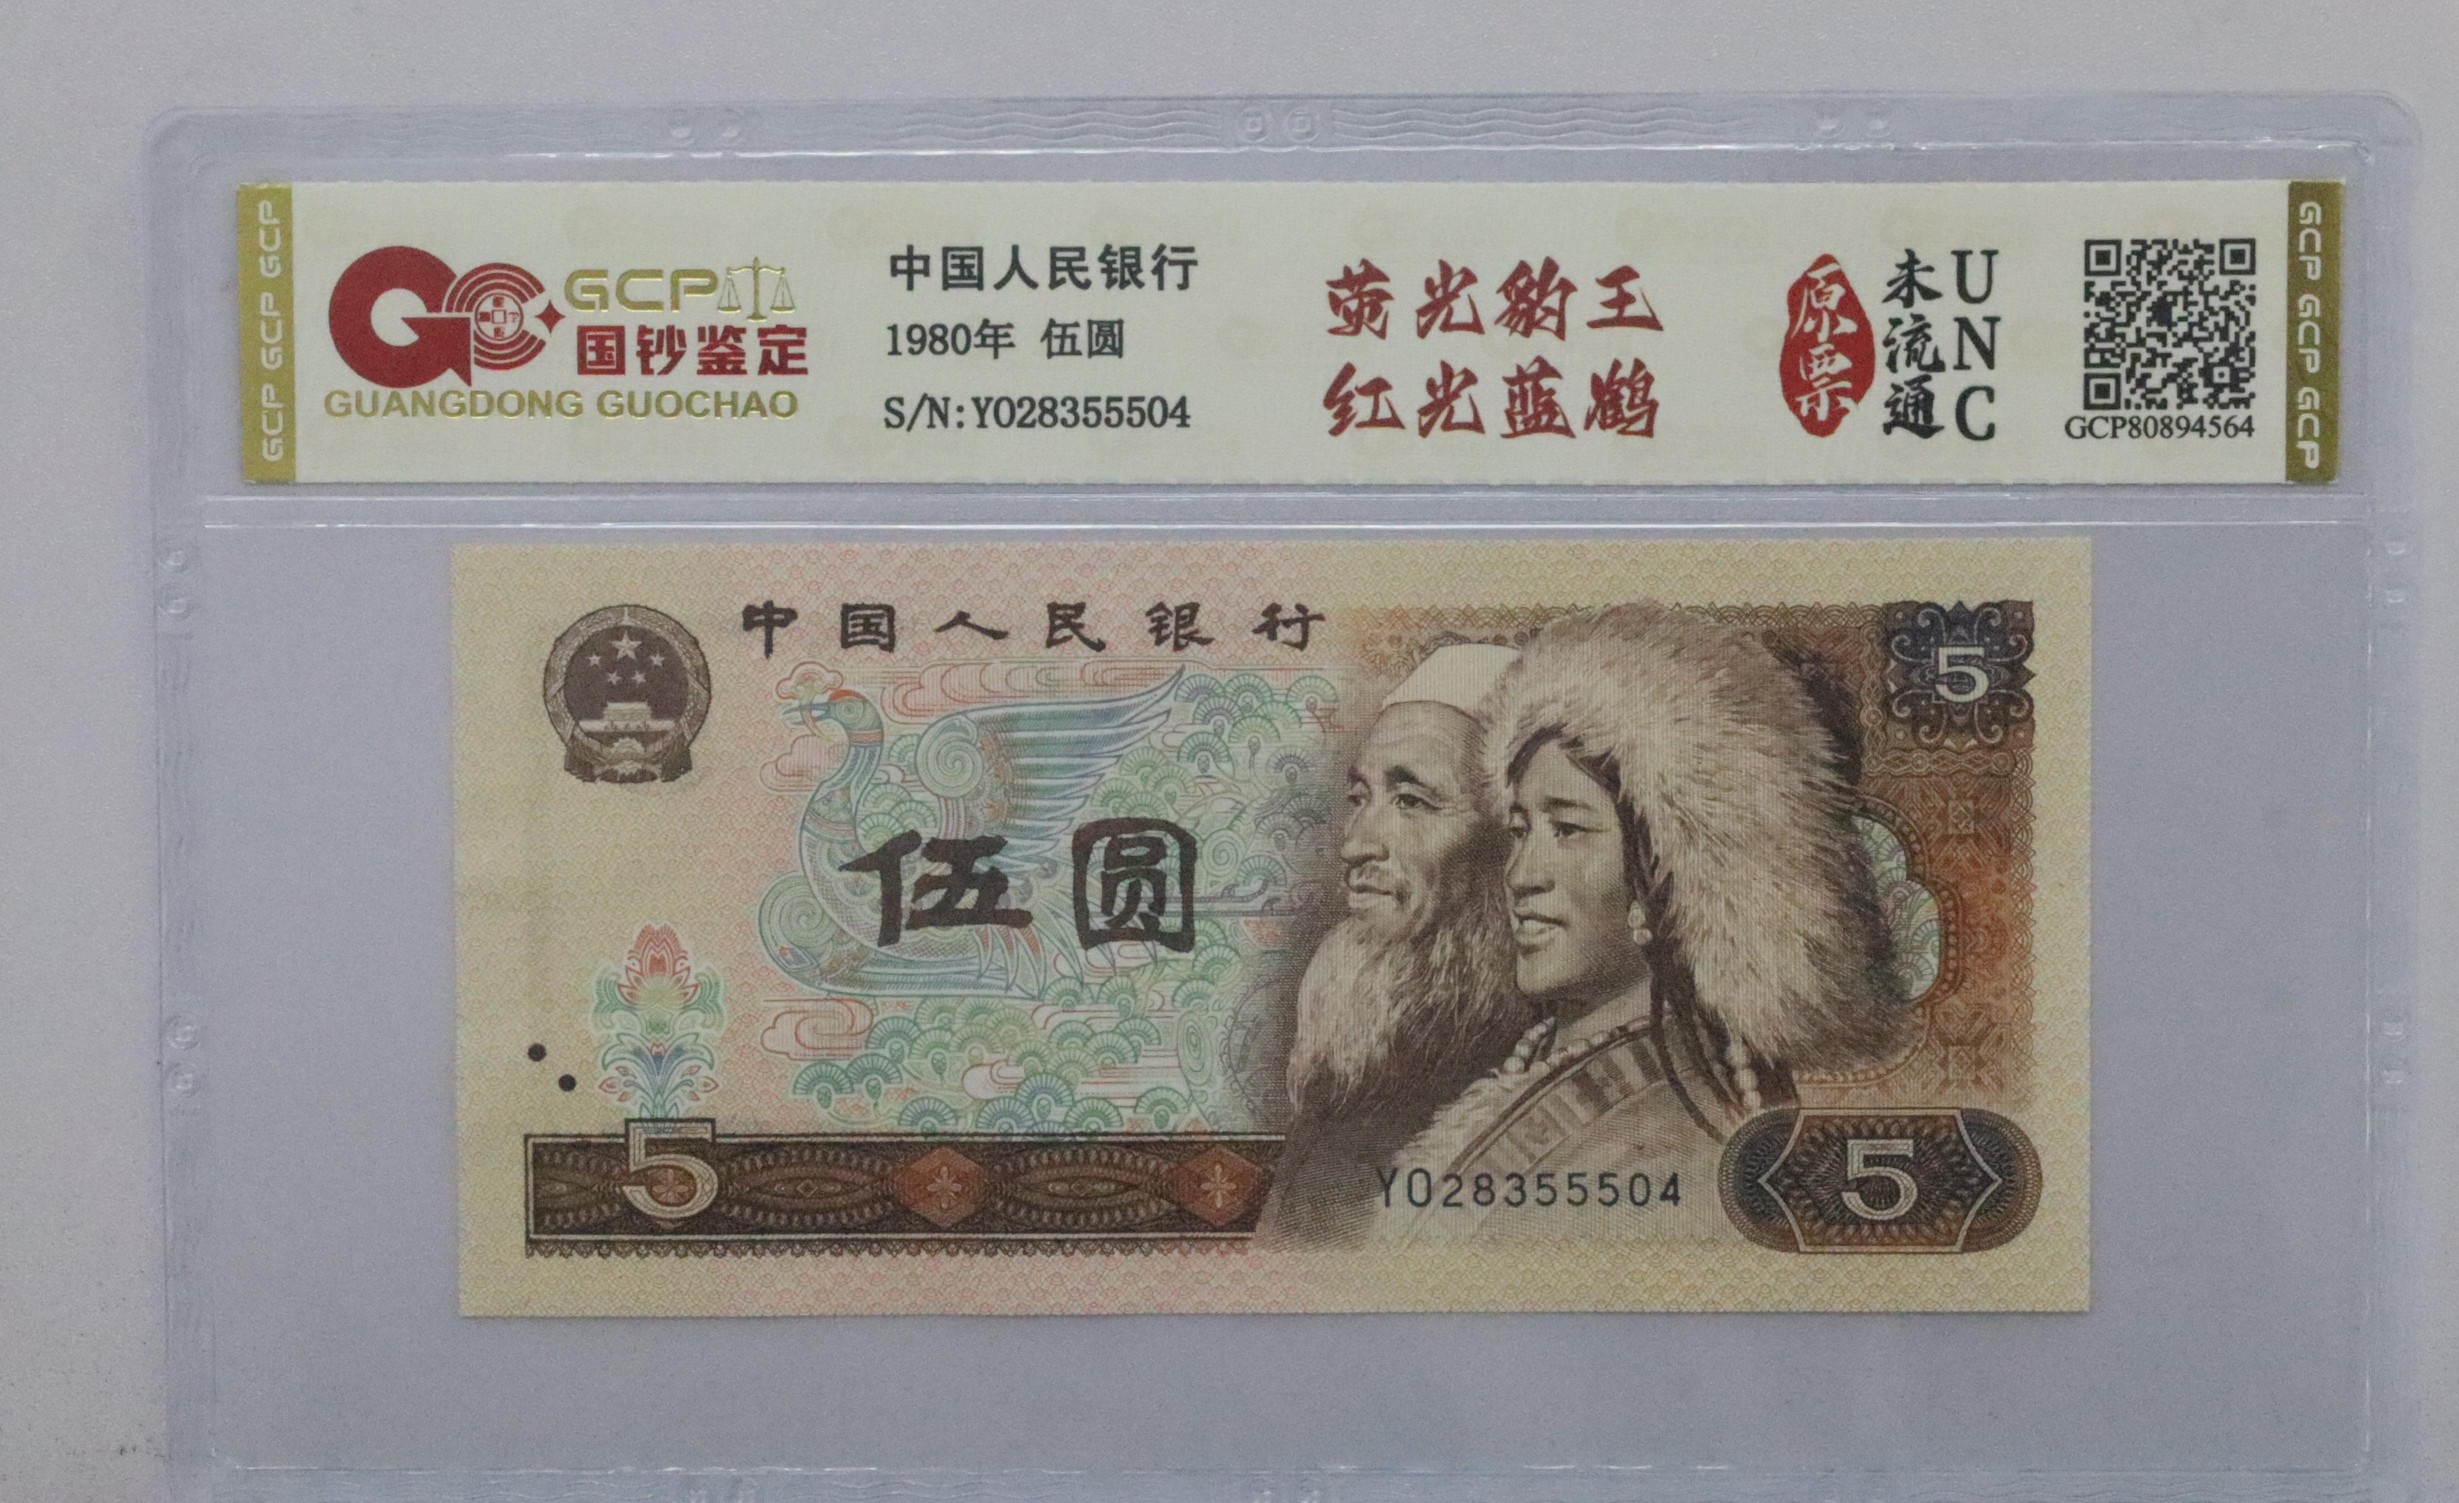 GCP GCP GCP
GCP
国钞鉴定
GUANGDONG GUOCHAO
中国人民银行
1980年 伍圆
S/N:Y028355504
荧光豹王
红光蓝鹤
原票
未流通
UNC
GCP80894564
GCP GCP GCP
中国人民银行
5
伍圆
5
Y028355504
5